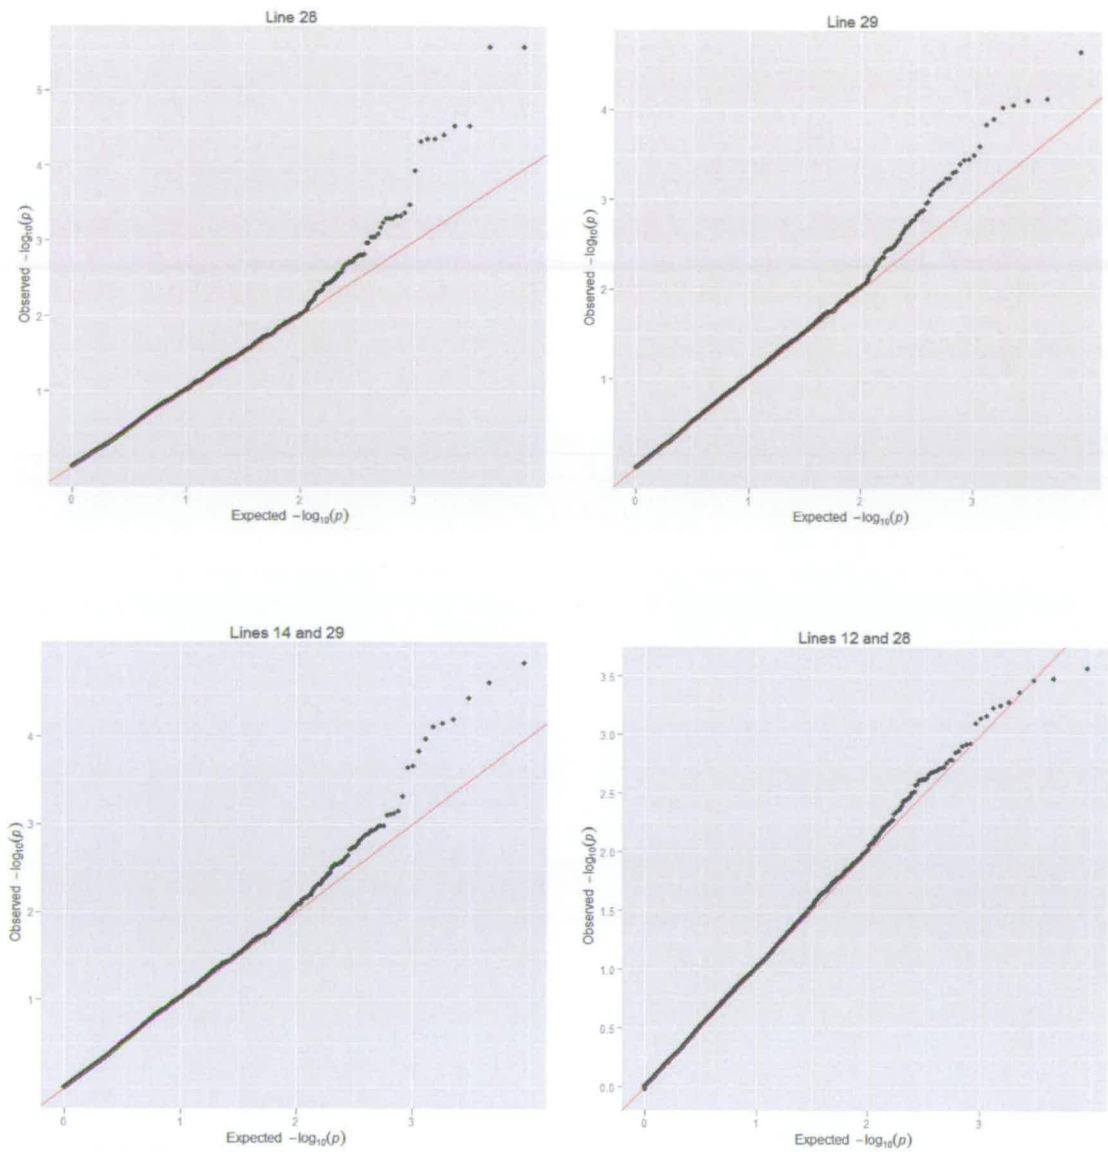 Line 28
5
4
3
2
1
Observed −log₁₀(p)
0 1 2 3
Expected −log₁₀(p)
Line 29
4
3
2
1
Observed −log₁₀(p)
0 1 2 3
Expected −log₁₀(p)
Lines 14 and 29
4
3
2
1
Observed −log₁₀(p)
0 1 2 3
Expected −log₁₀(p)
Lines 12 and 28
3.5
3.0
2.5
2.0
1.5
1.0
0.5
0.0
Observed −log₁₀(p)
0 1 2 3
Expected −log₁₀(p)